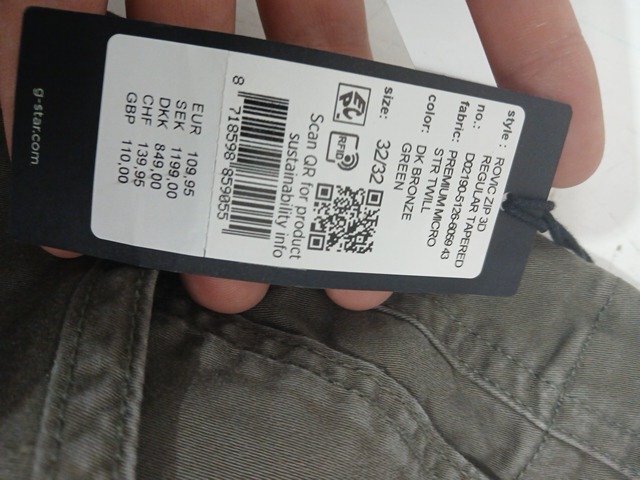 style : ROVIC ZIP 3D
REGULAR TAPERED
no.: D02190-5126-6059 43
fabric: PREMIUM MICRO
STR TWILL
color: DK BRONZE
GREEN
size: 32/32
RFID
Scan QR for product
sustainability info
8 718598 859055
EUR 109,95
SEK 1199,00
DKK 849,00
CHF 139,95
GBP 110,00
g-star.com